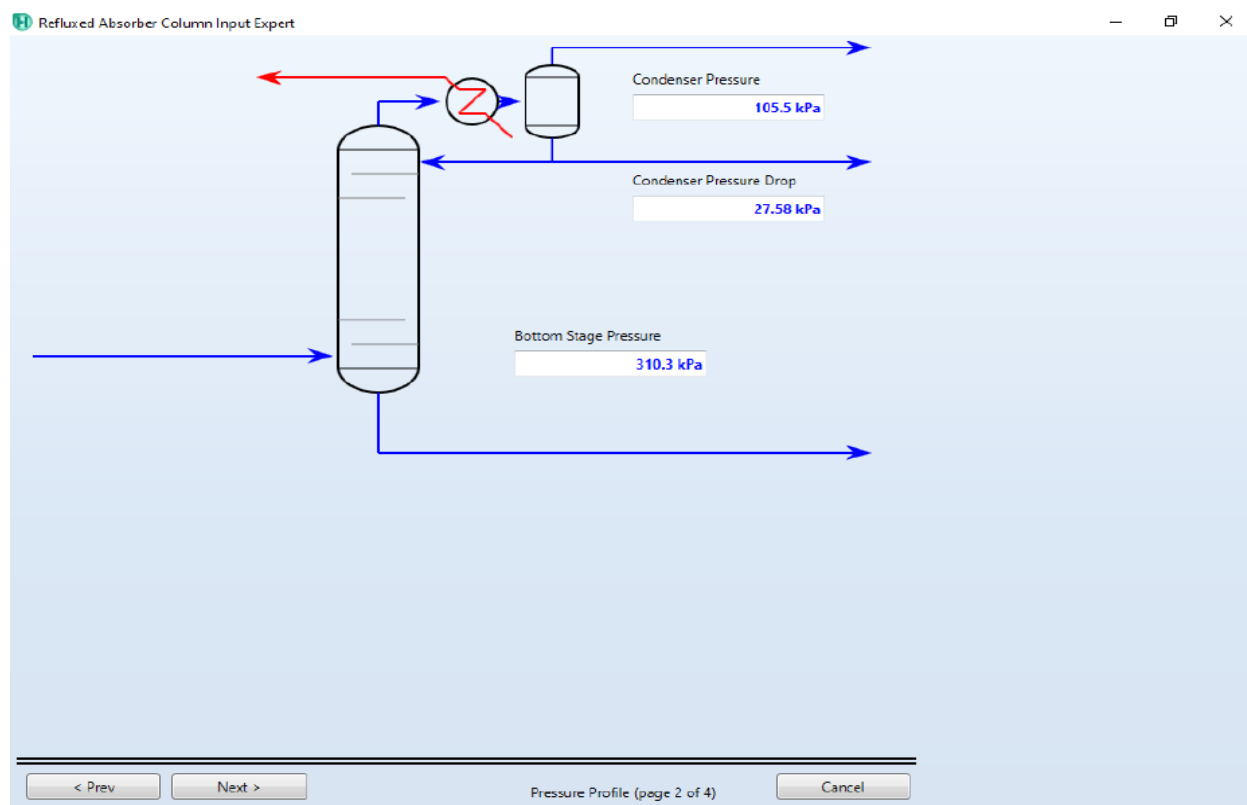 Refluxed Absorber Column Input Expert
Condenser Pressure
105.5 kPa
Condenser Pressure Drop
27.58 kPa
Bottom Stage Pressure
310.3 kPa
< Prev
Next >
Pressure Profile (page 2 of 4)
Cancel